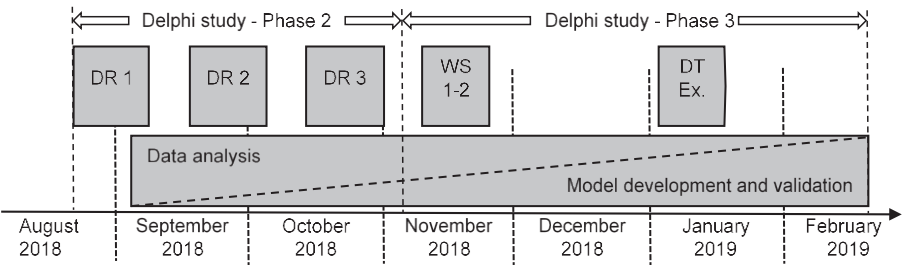 Delphi study - Phase 2
Delphi study - Phase 3
DR 1
DR 2
DR 3
WS
1-2
DT
Ex.
Data analysis
Model development and validation
August
2018
September
2018
October
2018
November
2018
December
2018
January
2019
February
2019